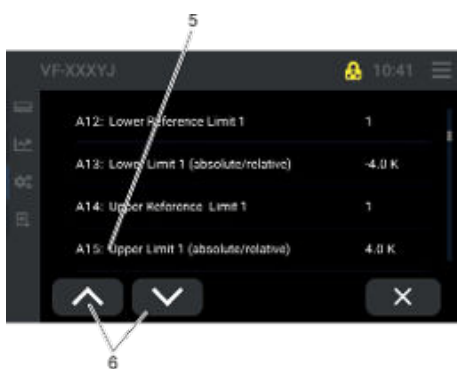 5
VF-XXXYJ 10:41
A12: Lower Reference Limit 1 1
A13: Lower Limit 1 (absolute/relative) -4.0 K
A14: Upper Reference Limit 1 1
A15: Upper Limit 1 (absolute/relative) 4.0 K
6